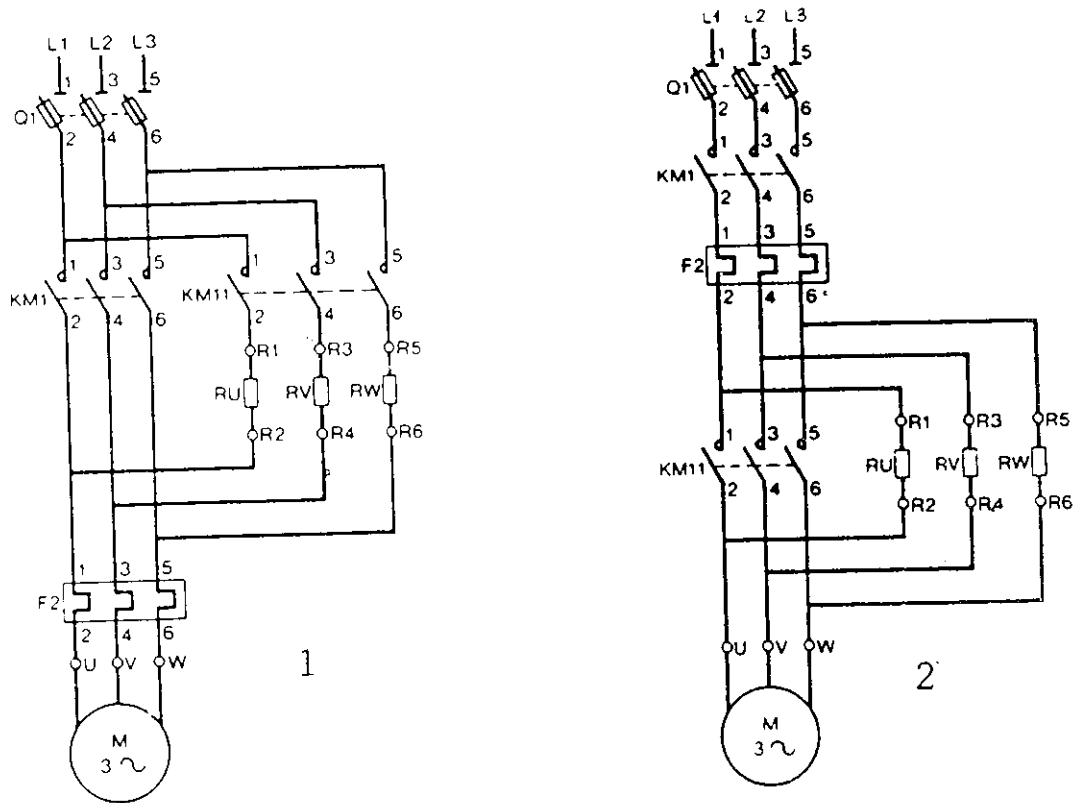 L1 L2 L3
1 3 5
Q1
2 4 6
1 3 5
KM1
2 4 6
1 3 5
KM11
2 4 6
R1 R3 R5
RU RV RW
R2 R4 R6
1 3 5
F2
2 4 6
U V W
M
3
1
L1 L2 L3
1 3 5
Q1
2 4 6
1 3 5
KM1
2 4 6
1 3 5
F2
2 4 6
R1 R3 R5
1 3 5
KM11
RU RV RW
2 4 6
R2 R4 R6
U V W
M
3
2